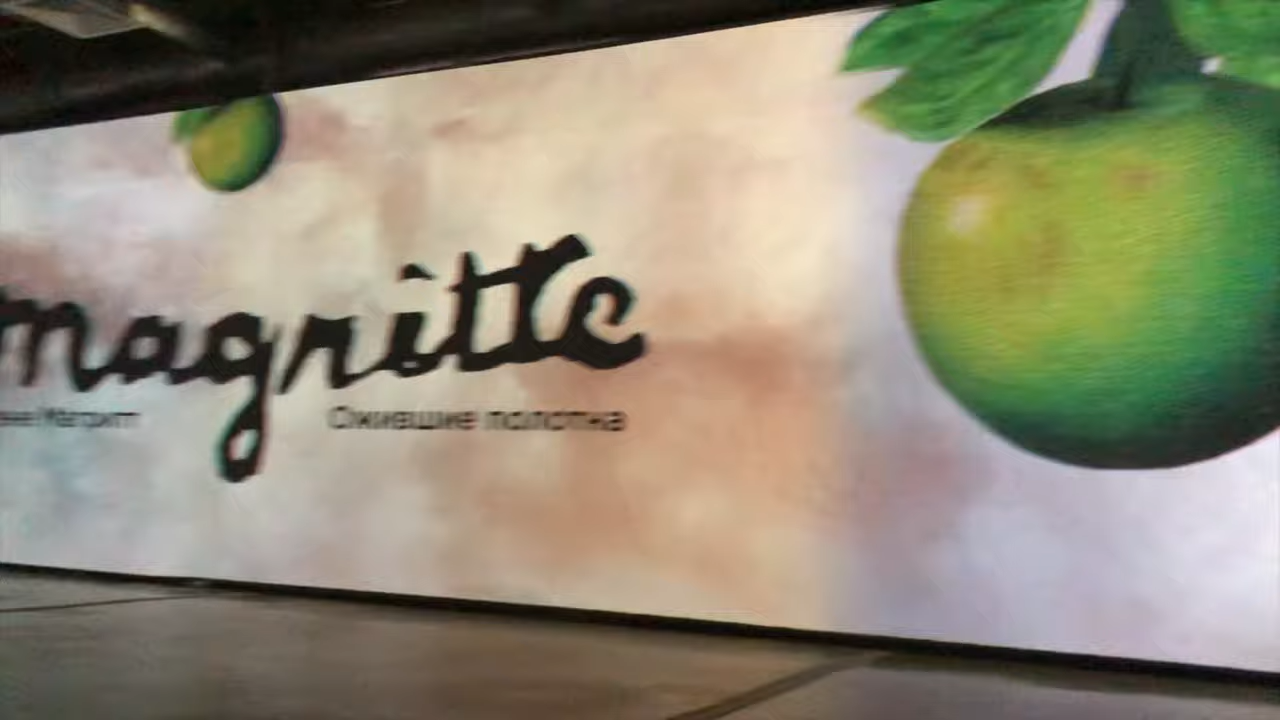 magritte
Магритт
Ожившие полотна